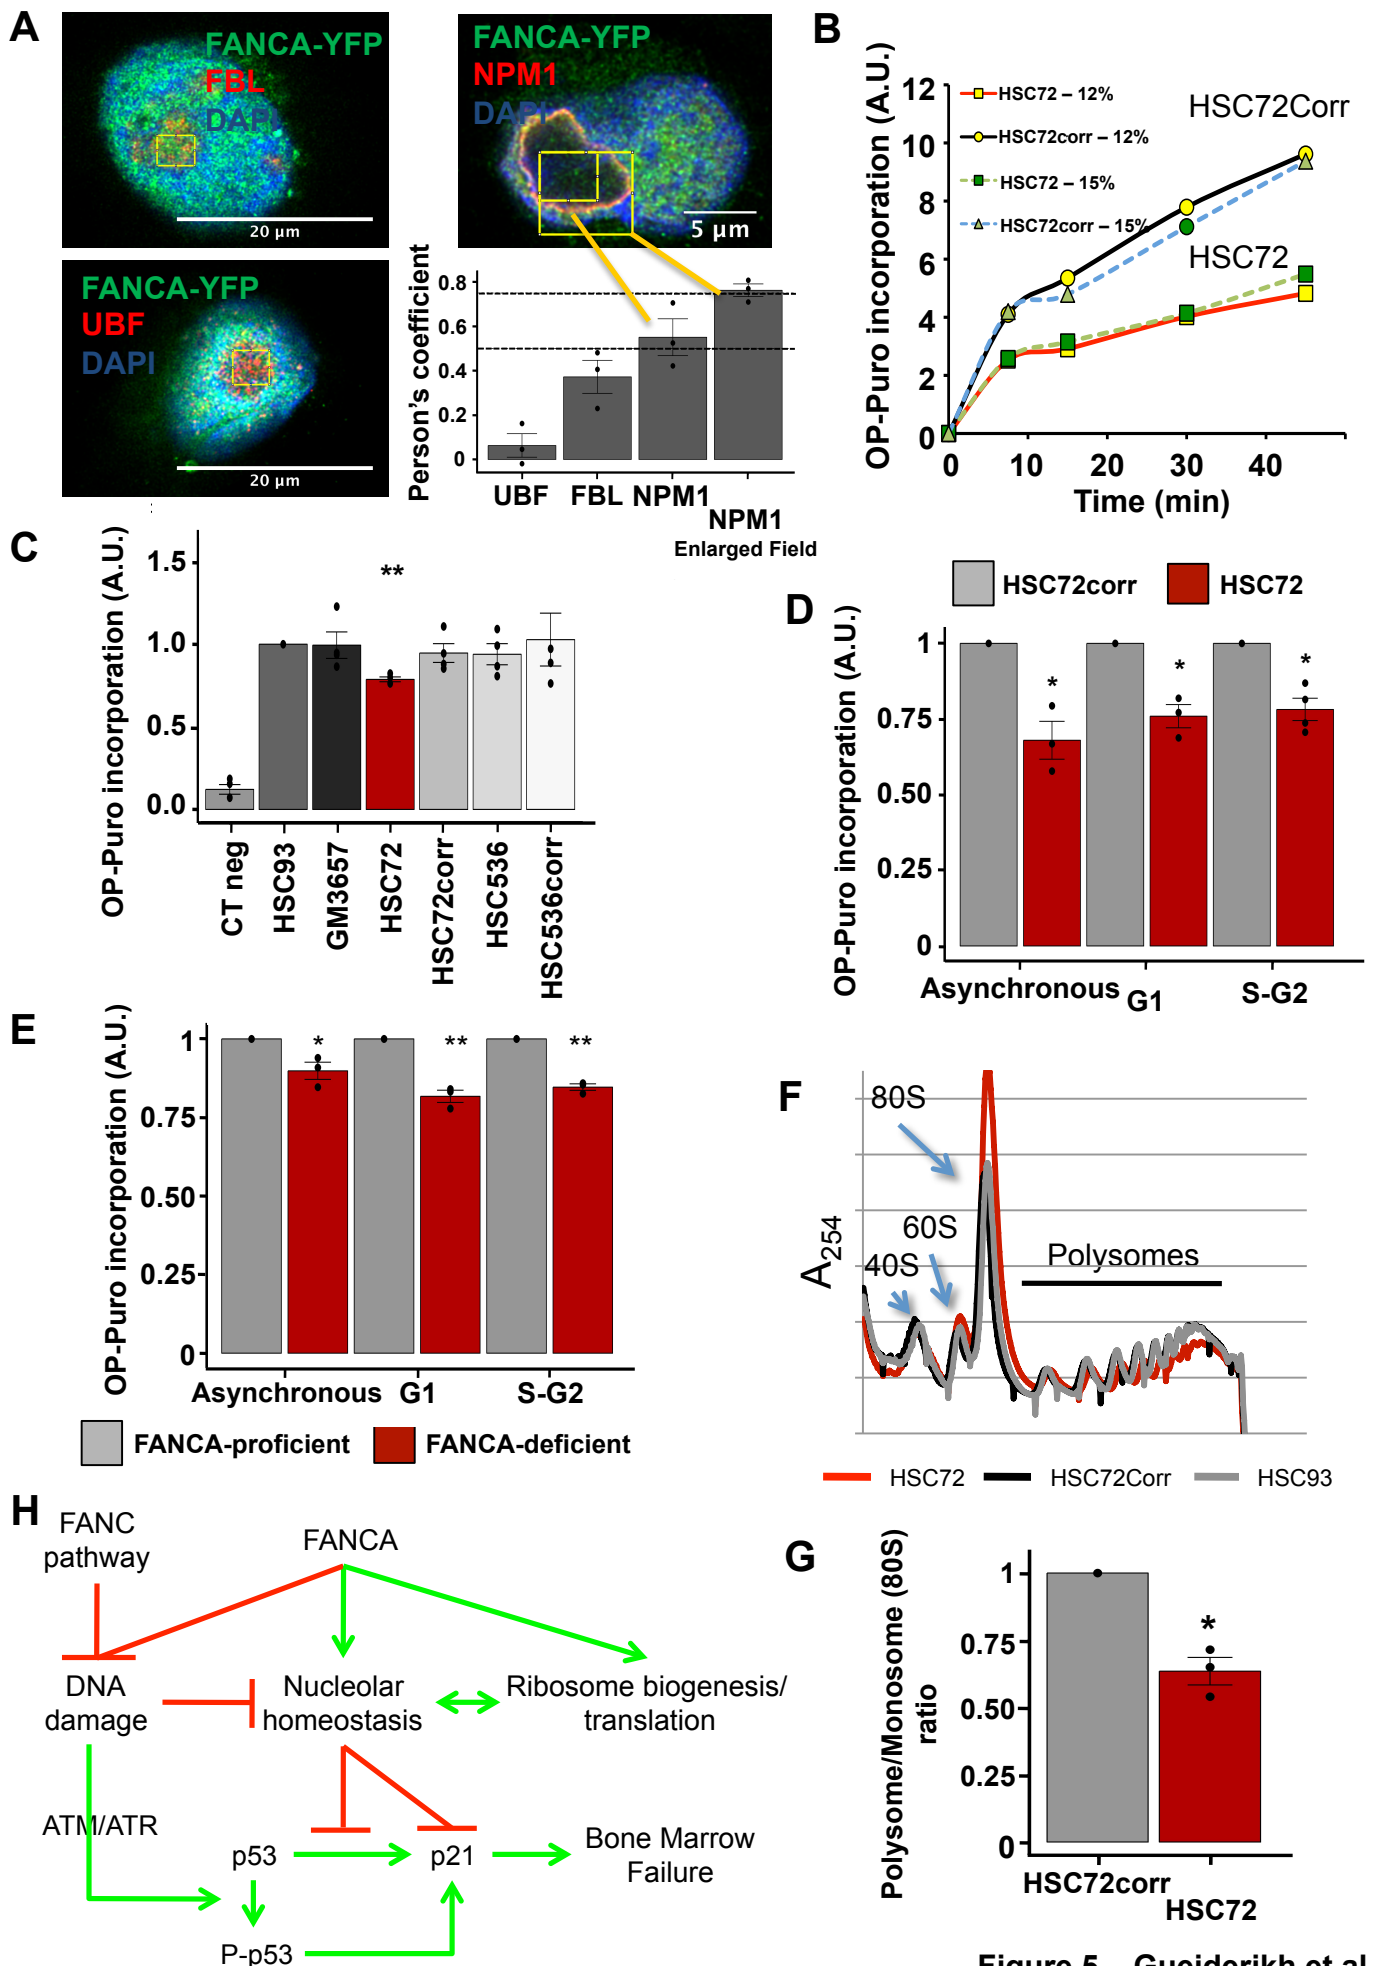 A
FANCA-YFP
FBL
DAPI
20 µm
FANCA-YFP
NPM1
DAPI
5 µm
FANCA-YFP
UBF
DAPI
20 µm
Person's coefficient
0.8
0.6
0.4
0.2
0
UBF
FBL
NPM1
NPM1
Enlarged Field
B
OP-Puro incorporation (A.U.)
12
10
8
6
4
2
0
HSC72 – 12%
HSC72corr – 12%
HSC72 – 15%
HSC72corr – 15%
HSC72Corr
HSC72
0
10
20
30
40
Time (min)
C
OP-Puro incorporation (A.U.)
1.5
1.0
0.5
0.0
**
CT neg
HSC93
GM3657
HSC72
HSC72corr
HSC536
HSC536corr
D
HSC72corr
HSC72
OP-Puro incorporation (A.U.)
1
0.75
0.50
0.25
0
*
*
*
Asynchronous
G1
S-G2
E
OP-Puro incorporation (A.U.)
1
0.75
0.50
0.25
0
*
**
**
Asynchronous
G1
S-G2
FANCA-proficient
FANCA-deficient
F
A254
80S
60S
40S
Polysomes
HSC72
HSC72Corr
HSC93
G
Polysome/Monosome (80S)
ratio
1
0.75
0.50
0.25
0
*
HSC72corr
HSC72
H
FANC
pathway
FANCA
DNA
damage
Nucleolar
homeostasis
Ribosome biogenesis/
translation
ATM/ATR
p53
p21
Bone Marrow
Failure
P-p53
Figure 5 Gueiderikh et al